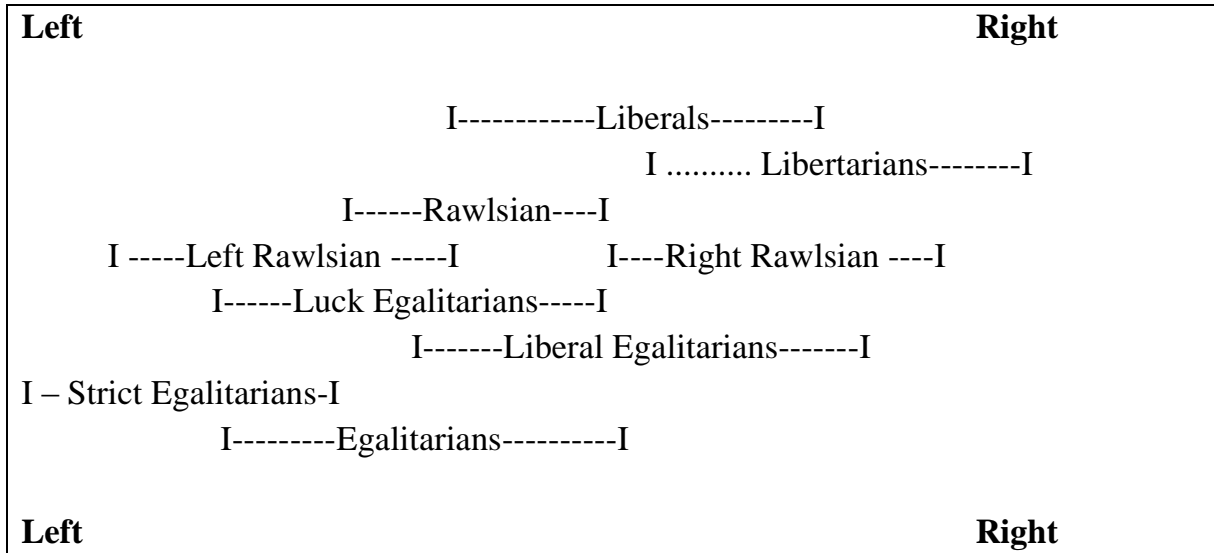 Left Right
I------------Liberals---------I
I .......... Libertarians--------I
I------Rawlsian----I
I -----Left Rawlsian -----I I----Right Rawlsian ----I
I------Luck Egalitarians-----I
I-------Liberal Egalitarians-------I
I – Strict Egalitarians-I
I---------Egalitarians----------I
Left Right